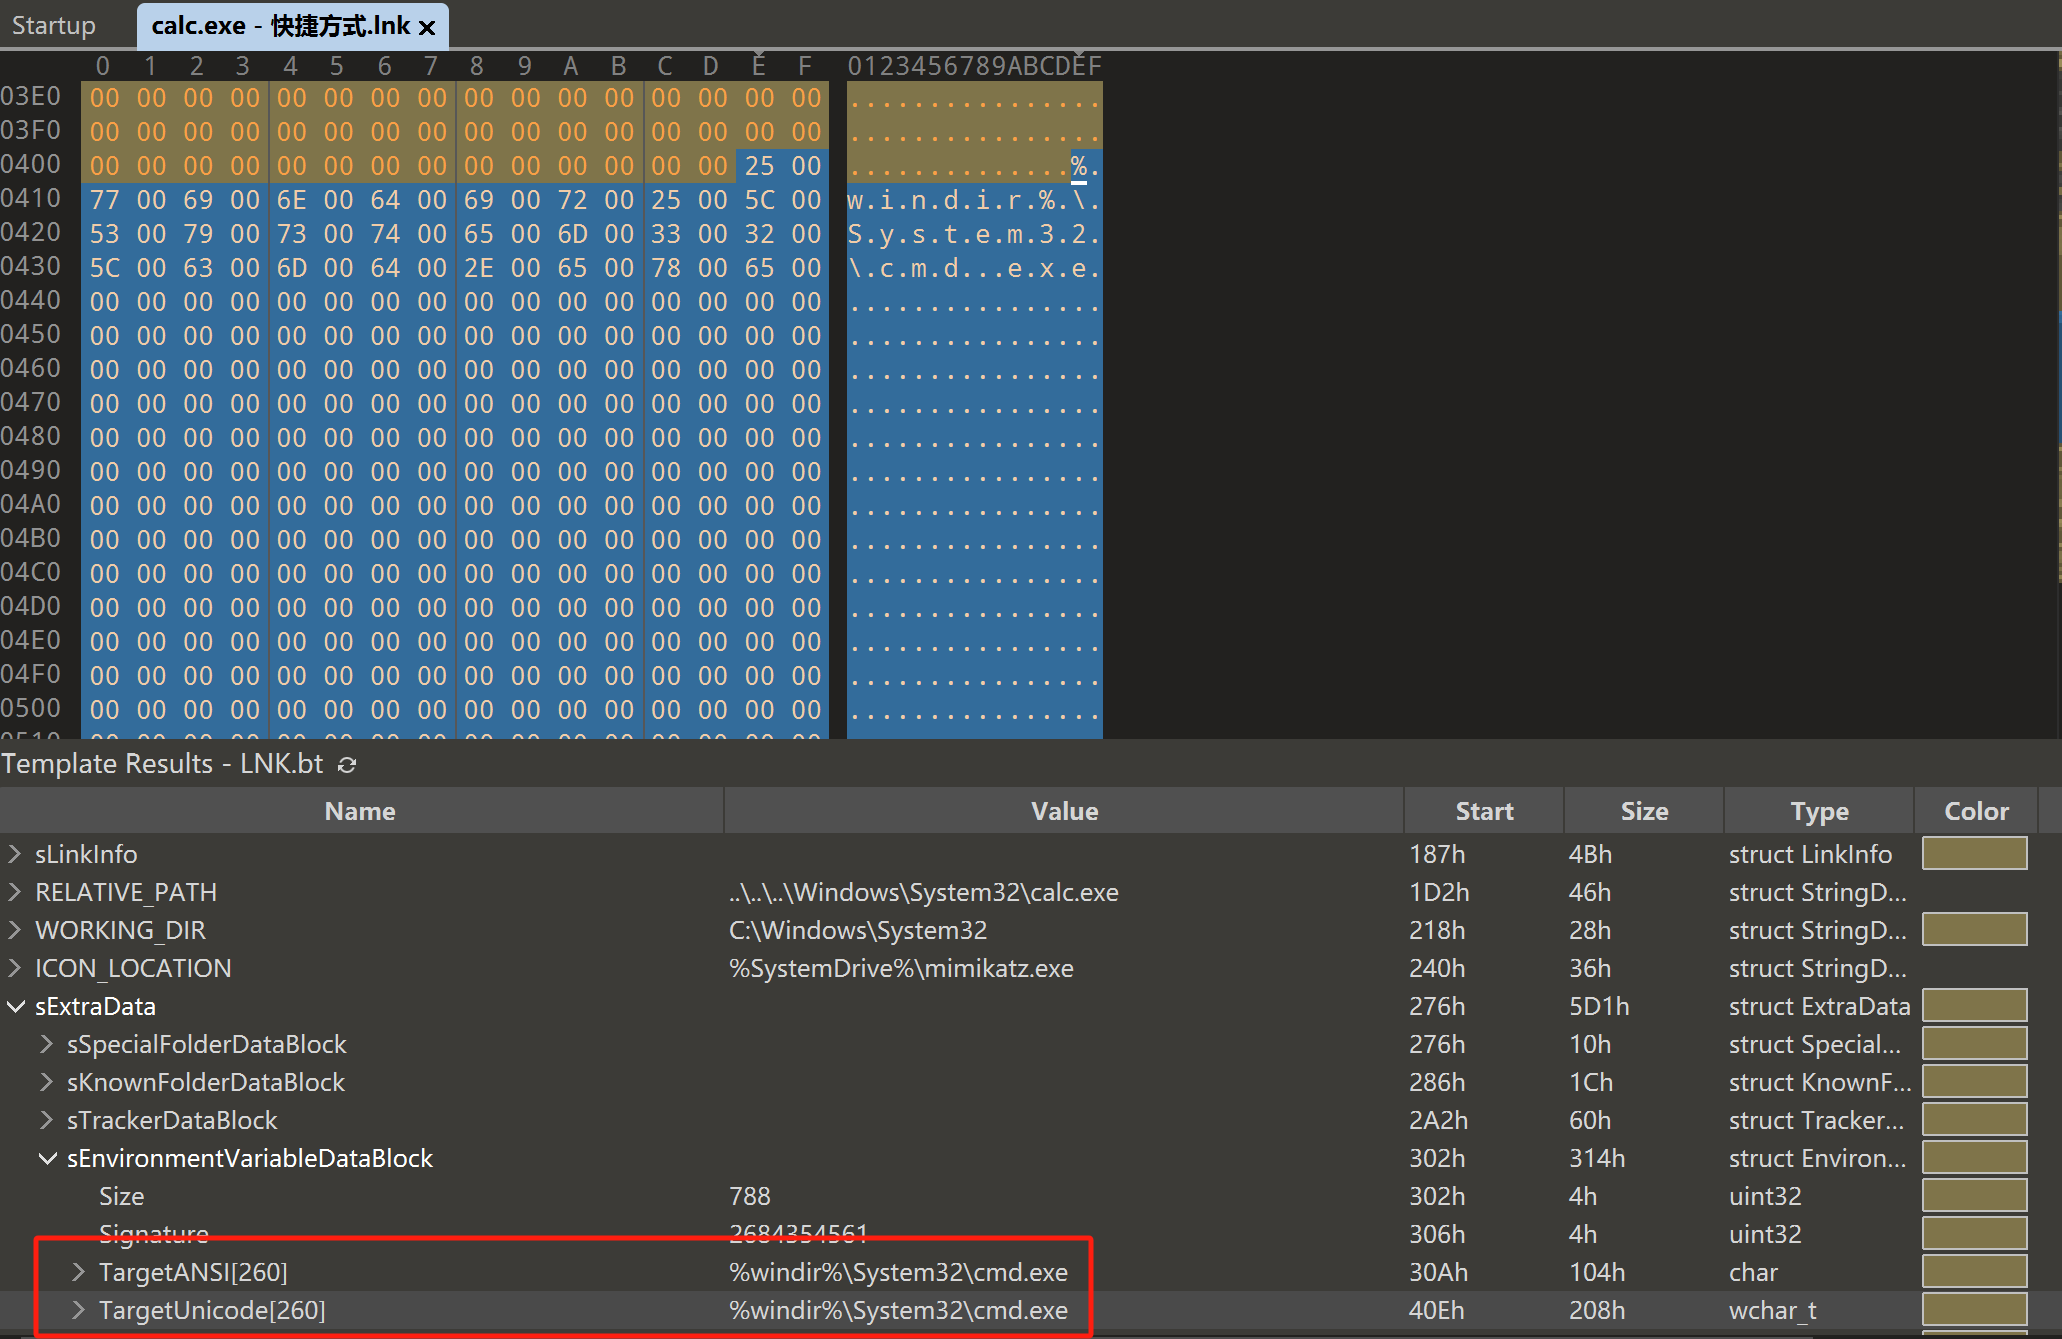 Startup calc.exe - 快捷方式.lnk ×
0 1 2 3 4 5 6 7 8 9 A B C D E F 0123456789ABCDEF
03E0 00 00 00 00 00 00 00 00 00 00 00 00 00 00 00 00 ................
03F0 00 00 00 00 00 00 00 00 00 00 00 00 00 00 00 00 ................
0400 00 00 00 00 00 00 00 00 00 00 00 00 00 00 25 00 ..............%.
0410 77 00 69 00 6E 00 64 00 69 00 72 00 25 00 5C 00 w.i.n.d.i.r.%.\.
0420 53 00 79 00 73 00 74 00 65 00 6D 00 33 00 32 00 S.y.s.t.e.m.3.2.
0430 5C 00 63 00 6D 00 64 00 2E 00 65 00 78 00 65 00 \.c.m.d...e.x.e.
0440 00 00 00 00 00 00 00 00 00 00 00 00 00 00 00 00 ................
0450 00 00 00 00 00 00 00 00 00 00 00 00 00 00 00 00 ................
0460 00 00 00 00 00 00 00 00 00 00 00 00 00 00 00 00 ................
0470 00 00 00 00 00 00 00 00 00 00 00 00 00 00 00 00 ................
0480 00 00 00 00 00 00 00 00 00 00 00 00 00 00 00 00 ................
0490 00 00 00 00 00 00 00 00 00 00 00 00 00 00 00 00 ................
04A0 00 00 00 00 00 00 00 00 00 00 00 00 00 00 00 00 ................
04B0 00 00 00 00 00 00 00 00 00 00 00 00 00 00 00 00 ................
04C0 00 00 00 00 00 00 00 00 00 00 00 00 00 00 00 00 ................
04D0 00 00 00 00 00 00 00 00 00 00 00 00 00 00 00 00 ................
04E0 00 00 00 00 00 00 00 00 00 00 00 00 00 00 00 00 ................
04F0 00 00 00 00 00 00 00 00 00 00 00 00 00 00 00 00 ................
0500 00 00 00 00 00 00 00 00 00 00 00 00 00 00 00 00 ................
0510 00 00 00 00 00 00 00 00 00 00 00 00 00 00 00 00
Template Results - LNK.bt
Name Value Start Size Type Color
sLinkInfo 187h 4Bh struct LinkInfo
RELATIVE_PATH ..\..\..\Windows\System32\calc.exe 1D2h 46h struct StringD...
WORKING_DIR C:\Windows\System32 218h 28h struct StringD...
ICON_LOCATION %SystemDrive%\mimikatz.exe 240h 36h struct StringD...
sExtraData 276h 5D1h struct ExtraData
sSpecialFolderDataBlock 276h 10h struct Special...
sKnownFolderDataBlock 286h 1Ch struct KnownF...
sTrackerDataBlock 2A2h 60h struct Tracker...
sEnvironmentVariableDataBlock 302h 314h struct Environ...
Size 788 302h 4h uint32
Signature 2684354561 306h 4h uint32
TargetANSI[260] %windir%\System32\cmd.exe 30Ah 104h char
TargetUnicode[260] %windir%\System32\cmd.exe 40Eh 208h wchar_t